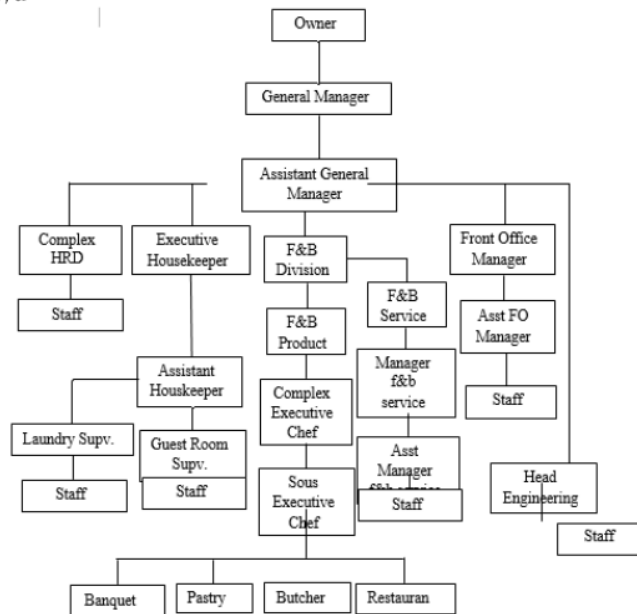 Owner
General Manager
Assistant General
Manager
Complex
HRD
Executive
Housekeeper
F&B
Division
Front Office
Manager
Staff
F&B
Service
F&B
Product
Asst FO
Manager
Assistant
Houskeeper
Manager
f&b
service
Complex
Executive
Chef
Staff
Laundry Supv.
Guest Room
Supv.
Asst
Manager
f&b service
Staff
Staff
Sous
Executive
Chef
Staff
Head
Engineering
Staff
Banquet
Pastry
Butcher
Restauran